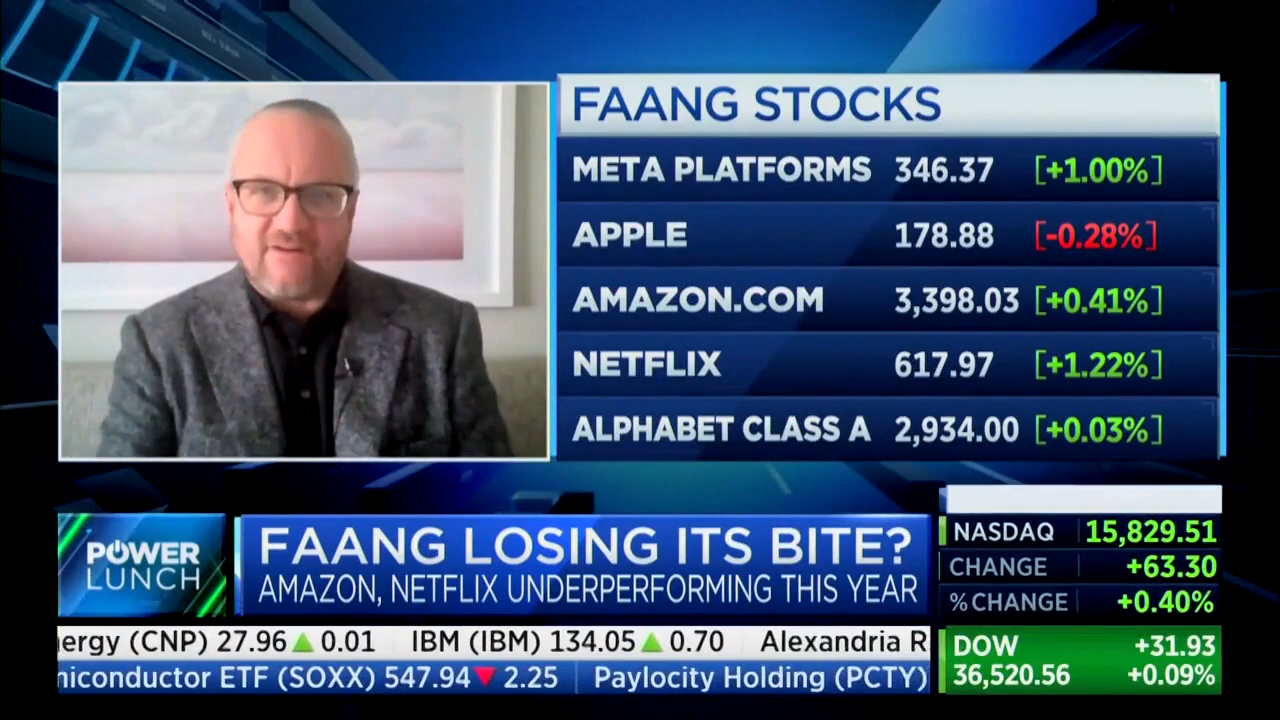 FAANG STOCKS
META PLATFORMS 346.37 [+1.00%]
APPLE 178.88 [-0.28%]
AMAZON.COM 3,398.03 [+0.41%]
NETFLIX 617.97 [+1.22%]
ALPHABET CLASS A 2,934.00 [+0.03%]
POWER
LUNCH
FAANG LOSING ITS BITE?
AMAZON, NETFLIX UNDERPERFORMING THIS YEAR
NASDAQ 15,829.51
CHANGE +63.30
% CHANGE +0.40%
DOW +31.93
36,520.56 +0.09%
ergy (CNP) 27.96 ▲ 0.01 IBM (IBM) 134.05 ▲ 0.70 Alexandria R
niconductor ETF (SOXX) 547.94 ▼ 2.25 Paylocity Holding (PCTY)